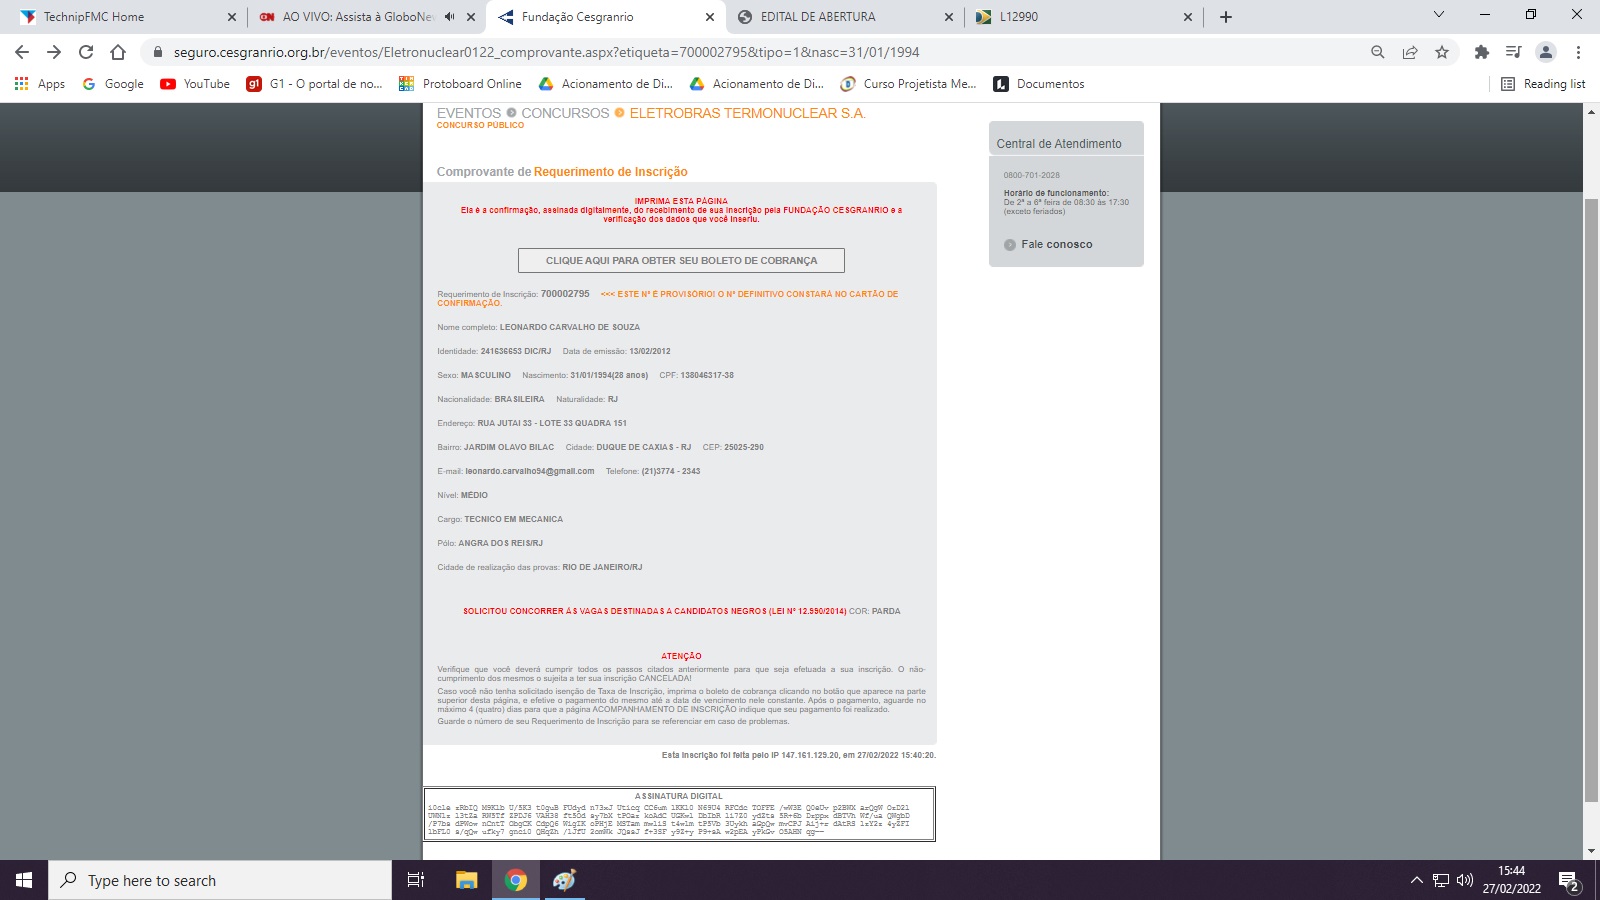 TechnipFMC Home
AO VIVO: Assista à GloboNe
Fundação Cesgranrio
EDITAL DE ABERTURA
L12990
seguro.cesgranrio.org.br/eventos/Eletronuclear0122_comprovante.aspx?etiqueta=700002795&tipo=1&nasc=31/01/1994
Apps
Google
YouTube
G1 - O portal de no...
Protoboard Online
Acionamento de Di...
Acionamento de Di...
Curso Projetista Me...
Documentos
Reading list
EVENTOS CONCURSOS ELETROBRAS TERMONUCLEAR S.A.
CONCURSO PÚBLICO
Comprovante de Requerimento de Inscrição
IMPRIMA ESTA PÁGINA
Ela é a confirmação, assinada digitalmente, do recebimento de sua inscrição pela FUNDAÇÃO CESGRANRIO e a
verificação dos dados que você inseriu.
CLIQUE AQUI PARA OBTER SEU BOLETO DE COBRANÇA
Requerimento de Inscrição: 700002795 <<< ESTE Nº É PROVISÓRIO! O Nº DEFINITIVO CONSTARÁ NO CARTÃO DE
CONFIRMAÇÃO.
Nome completo: LEONARDO CARVALHO DE SOUZA
Identidade: 241636653 DIC/RJ Data de emissão: 13/02/2012
Sexo: MASCULINO Nascimento: 31/01/1994(28 anos) CPF: 138046317-38
Nacionalidade: BRASILEIRA Naturalidade: RJ
Endereço: RUA JUTAI 33 - LOTE 33 QUADRA 151
Bairro: JARDIM OLAVO BILAC Cidade: DUQUE DE CAXIAS - RJ CEP: 25025-290
E-mail: leonardo.carvalho94@gmail.com Telefone: (21)3774 - 2343
Nível: MÉDIO
Cargo: TECNICO EM MECANICA
Pólo: ANGRA DOS REIS/RJ
Cidade de realização das provas: RIO DE JANEIRO/RJ
SOLICITOU CONCORRER ÀS VAGAS DESTINADAS A CANDIDATOS NEGROS (LEI Nº 12.990/2014) COR: PARDA
ATENÇÃO
Verifique que você deverá cumprir todos os passos citados anteriormente para que seja efetuada a sua inscrição. O não-
cumprimento dos mesmos o sujeita a ter sua inscrição CANCELADA!
Caso você não tenha solicitado isenção de Taxa de Inscrição, imprima o boleto de cobrança clicando no botão que aparece na parte
superior desta página, e efetive o pagamento do mesmo até a data de vencimento nele constante. Após o pagamento, aguarde no
máximo 4 (quatro) dias para que a página ACOMPANHAMENTO DE INSCRIÇÃO indique que seu pagamento foi realizado.
Guarde o número de seu Requerimento de Inscrição para se referenciar em caso de problemas.
Esta inscrição foi feita pelo IP 147.161.129.20, em 27/02/2022 15:40:20.
ASSINATURA DIGITAL
Central de Atendimento
0800-701-2028
Horário de funcionamento:
De 2ª a 6ª feira de 08:30 às 17:30
(exceto feriados)
Fale conosco
Type here to search
15:44
27/02/2022
2